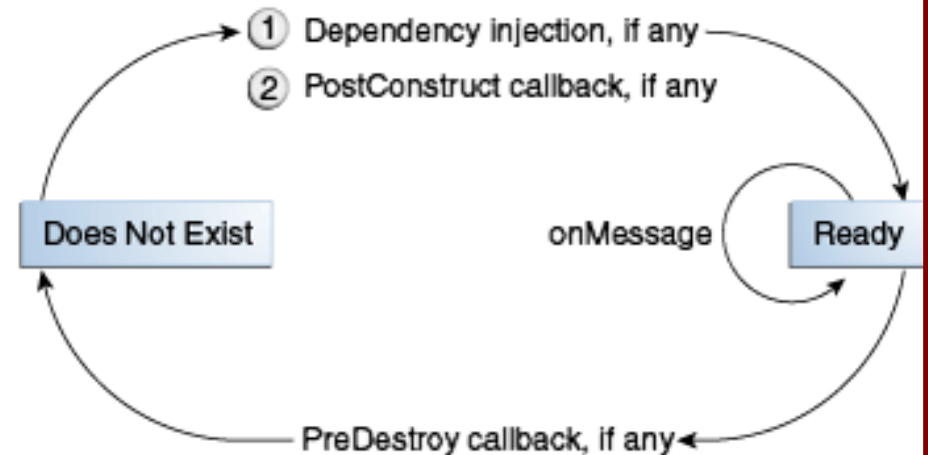 1 Dependency injection, if any
2 PostConstruct callback, if any
Does Not Exist
onMessage
Ready
PreDestroy callback, if any